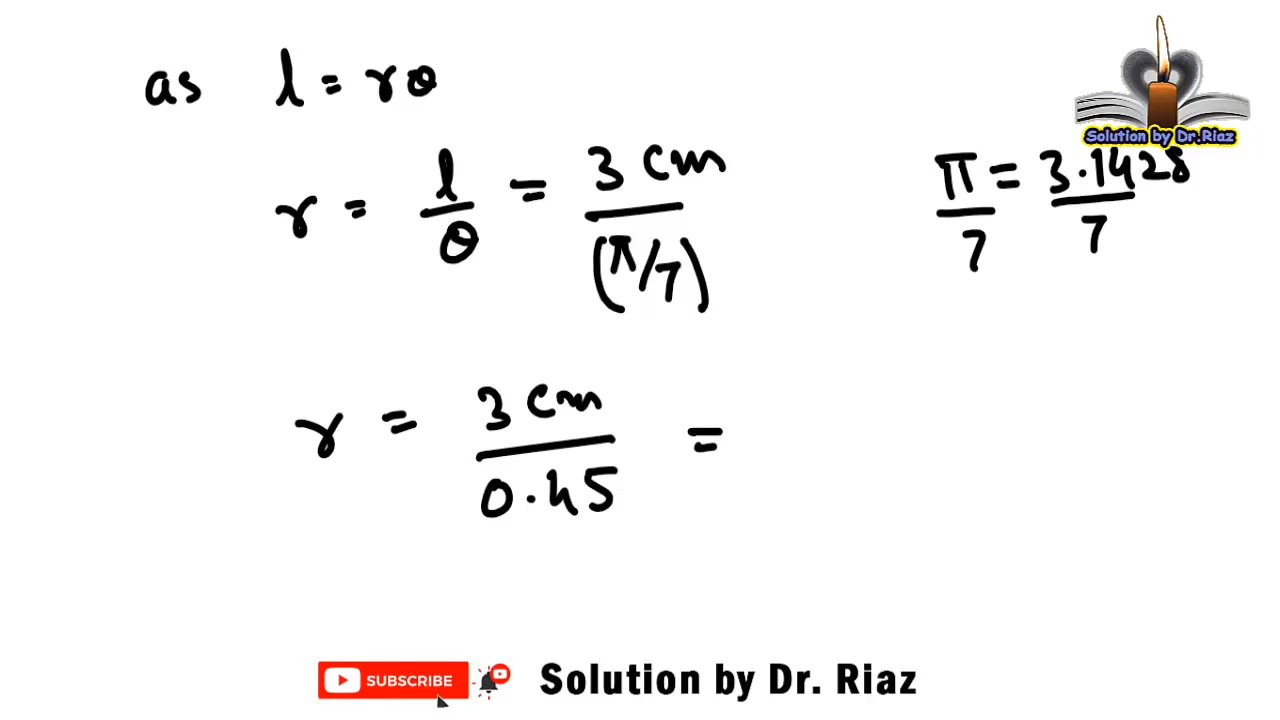 as l = rθ
Solution by Dr.Riaz
r = l/θ = 3 cm/(π/7)
π/7 = 3.1428/7
r = 3 cm/0.45 =
SUBSCRIBE
Solution by Dr. Riaz